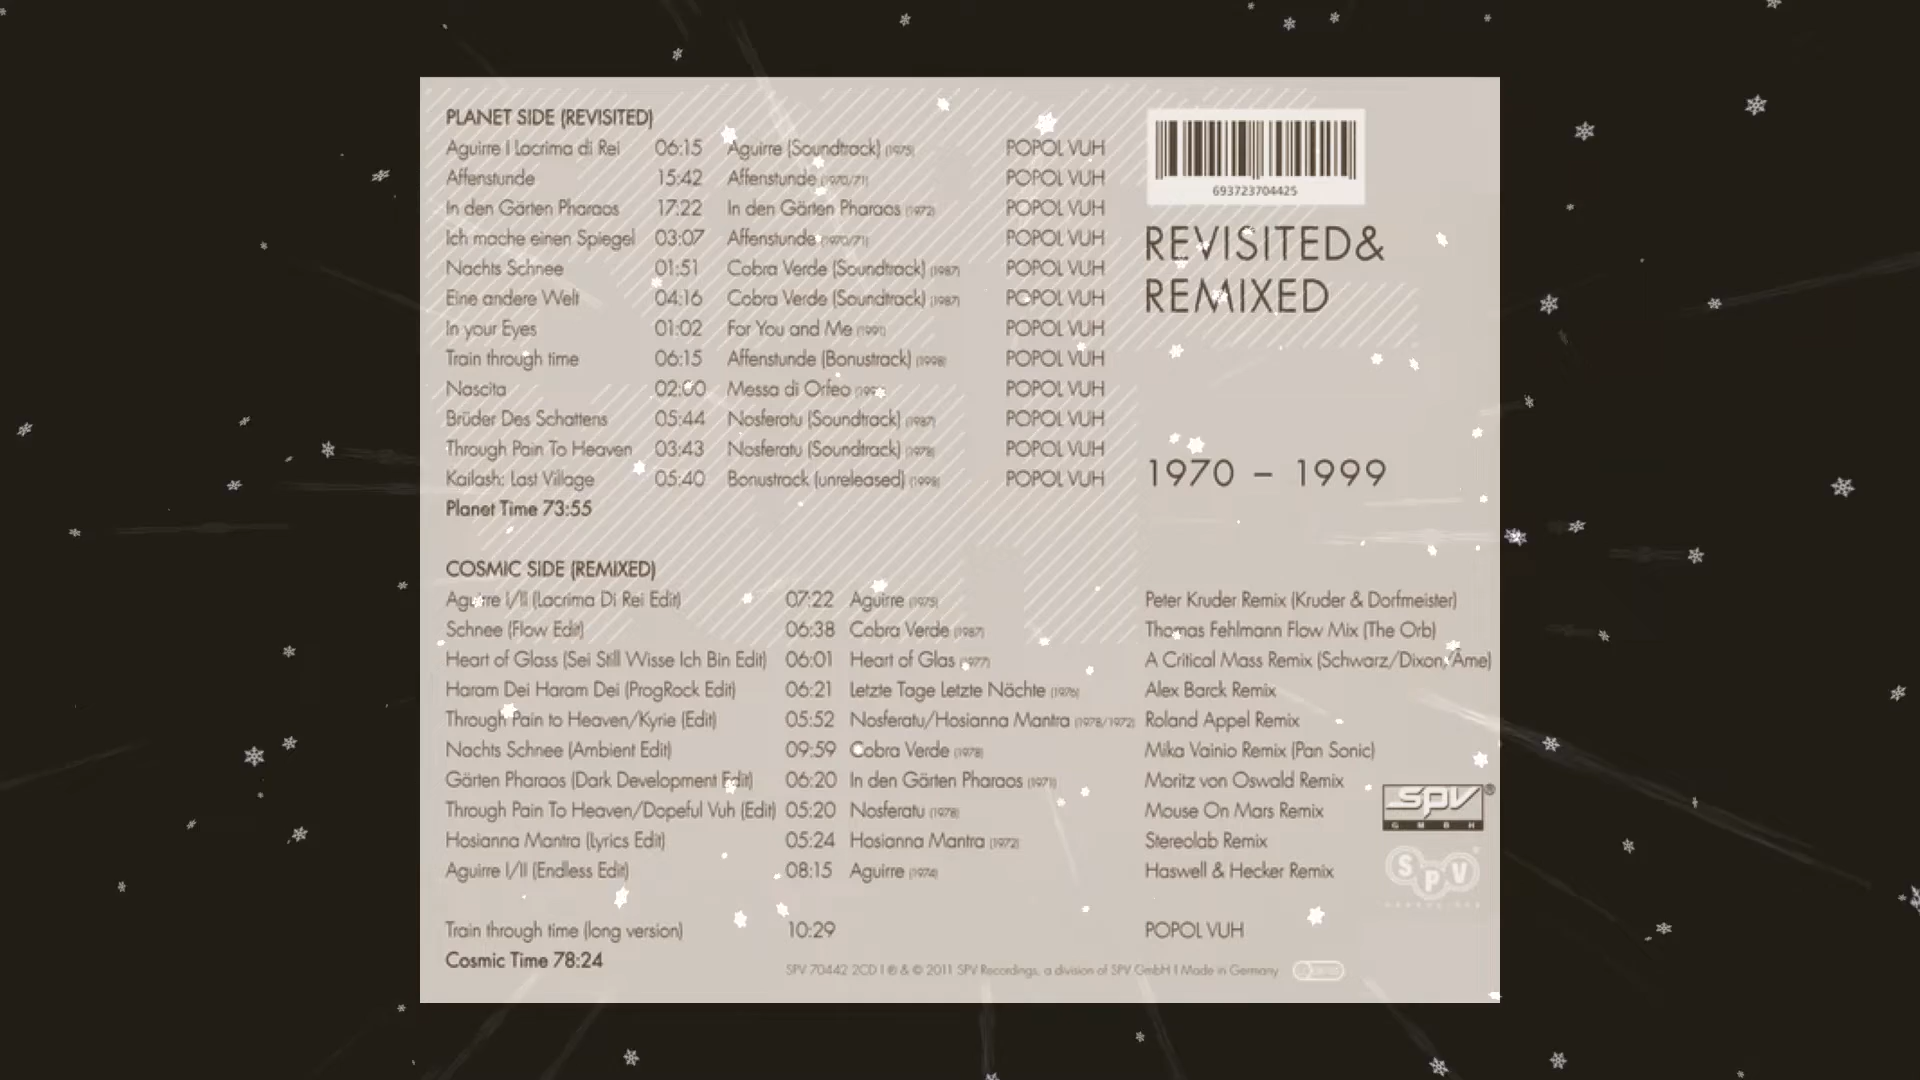 PLANET SIDE (REVISITED)
Aguirre I Lacrima di Rei 06:15 Aguirre (Soundtrack) (1975) POPOL VUH
Affenstunde 15:42 Affenstunde (1970/71) POPOL VUH
In den Gärten Pharaos 17:22 In den Gärten Pharaos (1972) POPOL VUH
Ich mache einen Spiegel 03:07 Affenstunde (1970/71) POPOL VUH
Nachts Schnee 01:51 Cobra Verde (Soundtrack) (1987) POPOL VUH
Eine andere Welt 04:16 Cobra Verde (Soundtrack) (1987) POPOL VUH
In your Eyes 01:02 For You and Me (1991) POPOL VUH
Train through time 06:15 Affenstunde (Bonustrack) (1998) POPOL VUH
Nascita 02:00 Messa di Orfeo POPOL VUH
Brüder Des Schattens 05:44 Nosferatu (Soundtrack) (1987) POPOL VUH
Through Pain To Heaven 03:43 Nosferatu (Soundtrack) (1978) POPOL VUH
Kailash: Last Village 05:40 Bonustrack (unreleased) (1998) POPOL VUH
Planet Time 73:55
693723704425
REVISITED&
REMIXED
1970 – 1999
COSMIC SIDE (REMIXED)
Aguirre I/II (Lacrima Di Rei Edit) 07:22 Aguirre (1975) Peter Kruder Remix (Kruder & Dorfmeister)
Schnee (Flow Edit) 06:38 Cobra Verde (1987) Thomas Fehlmann Flow Mix (The Orb)
Heart of Glass (Sei Still Wisse Ich Bin Edit) 06:01 Heart of Glas (1977) A Critical Mass Remix (Schwarz/Dixon/Âme)
Haram Dei Haram Dei (ProgRock Edit) 06:21 Letzte Tage Letzte Nächte (1976) Alex Barck Remix
Through Pain to Heaven/Kyrie (Edit) 05:52 Nosferatu/Hosianna Mantra (1978/1972) Roland Appel Remix
Nachts Schnee (Ambient Edit) 09:59 Cobra Verde (1978) Mika Vainio Remix (Pan Sonic)
Gärten Pharaos (Dark Development Edit) 06:20 In den Gärten Pharaos (1971) Moritz von Oswald Remix
Through Pain To Heaven/Dopeful Vuh (Edit) 05:20 Nosferatu (1978) Mouse On Mars Remix
Hosianna Mantra (Lyrics Edit) 05:24 Hosianna Mantra (1972) Stereolab Remix
Aguirre I/II (Endless Edit) 08:15 Aguirre (1974) Haswell & Hecker Remix
spv ®
GMBH
SPV
Train through time (long version) 10:29 POPOL VUH
Cosmic Time 78:24
SPV 70442 2CD I ℗ & © 2011 SPV Recordings, a division of SPV GmbH I Made in Germany